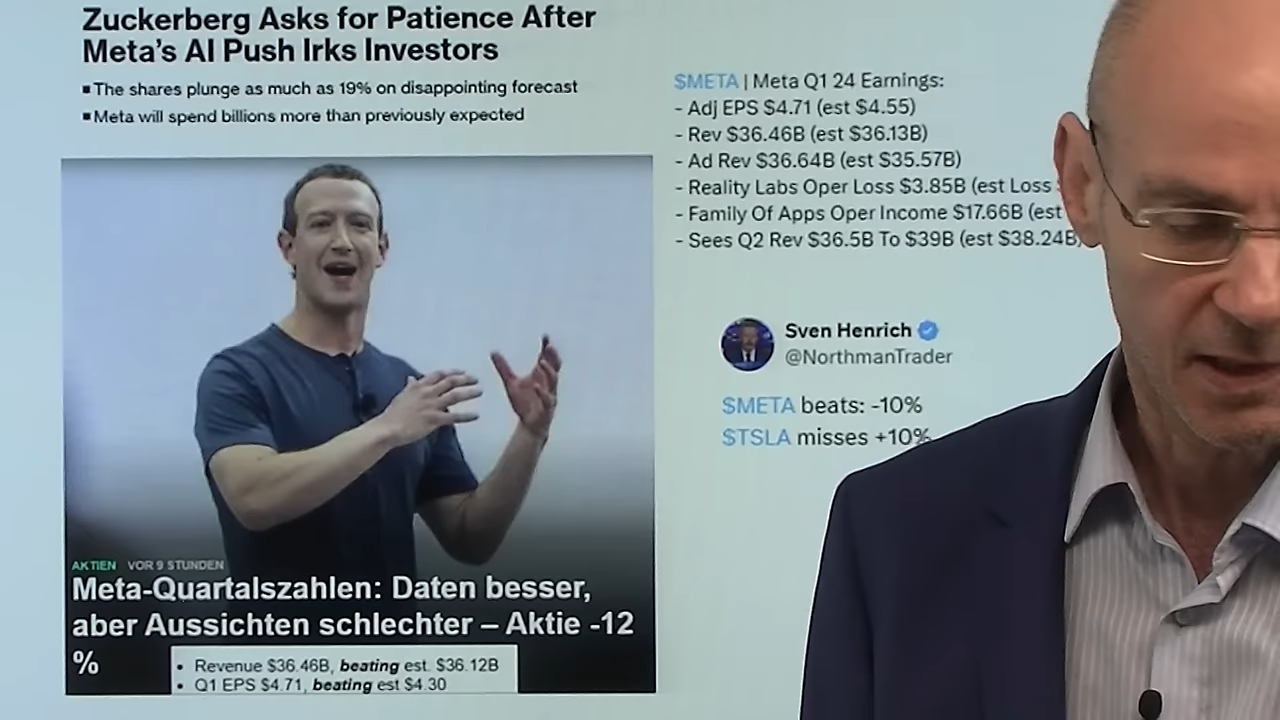 Zuckerberg Asks for Patience After
Meta's AI Push Irks Investors
▪ The shares plunge as much as 19% on disappointing forecast
▪ Meta will spend billions more than previously expected
AKTIEN VOR 9 STUNDEN
Meta-Quartalszahlen: Daten besser,
aber Aussichten schlechter – Aktie -12
%
• Revenue $36.46B, beating est. $36.12B
• Q1 EPS $4.71, beating est $4.30
$META | Meta Q1 24 Earnings:
- Adj EPS $4.71 (est $4.55)
- Rev $36.46B (est $36.13B)
- Ad Rev $36.64B (est $35.57B)
- Reality Labs Oper Loss $3.85B (est Loss
- Family Of Apps Oper Income $17.66B (est
- Sees Q2 Rev $36.5B To $39B (est $38.24B)
Sven Henrich
@NorthmanTrader
$META beats: -10%
$TSLA misses +10%